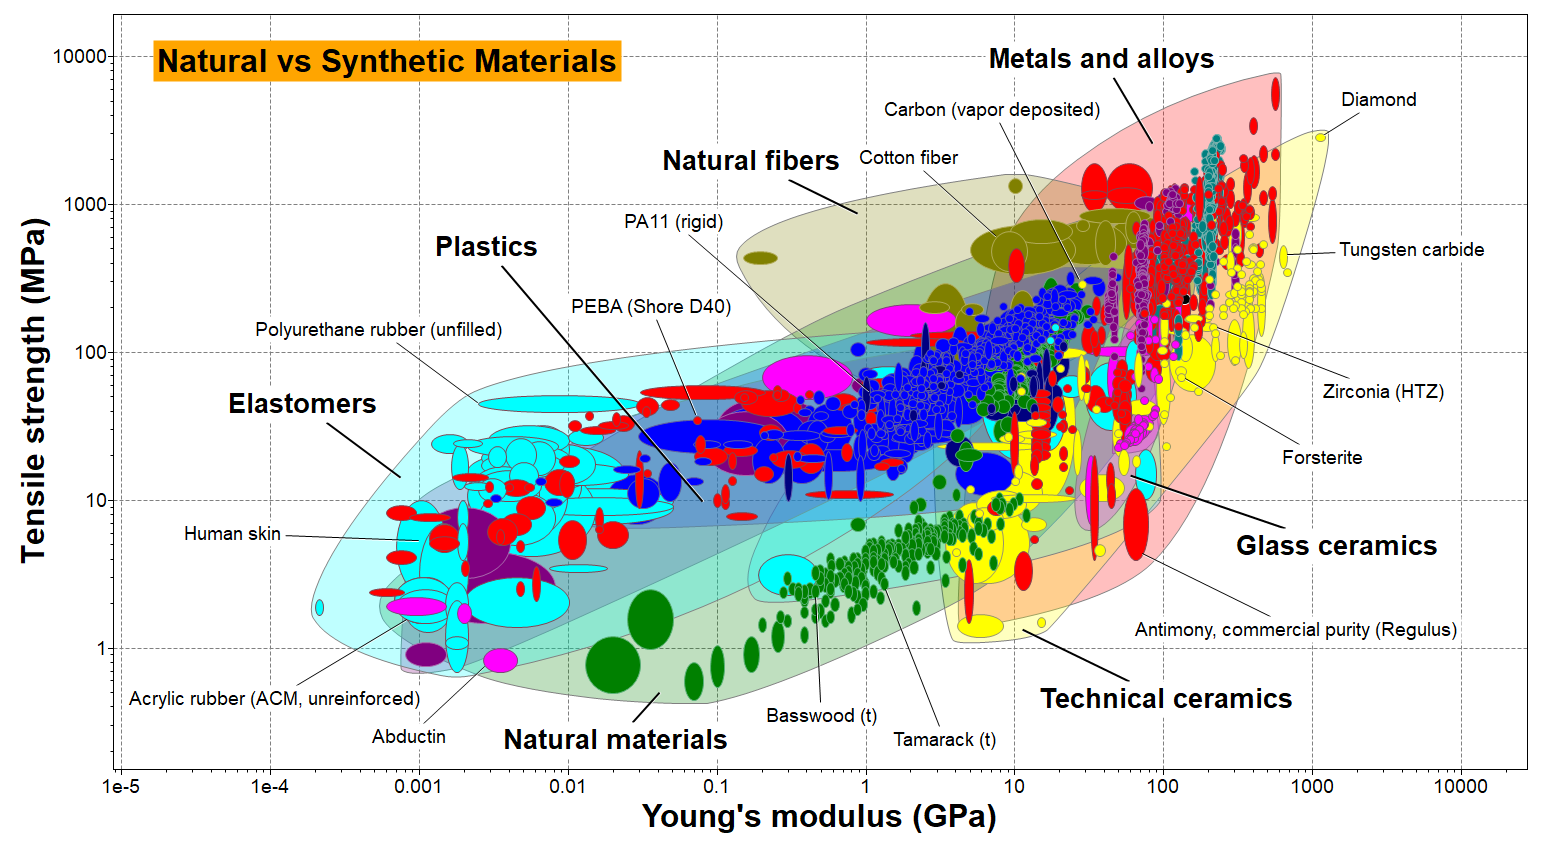 Natural vs Synthetic Materials
Metals and alloys
Carbon (vapor deposited)
Diamond
Natural fibers
Cotton fiber
PA11 (rigid)
Plastics
Tungsten carbide
PEBA (Shore D40)
Polyurethane rubber (unfilled)
Elastomers
Zirconia (HTZ)
Forsterite
Human skin
Glass ceramics
Antimony, commercial purity (Regulus)
Acrylic rubber (ACM, unreinforced)
Technical ceramics
Abductin
Natural materials
Basswood (t)
Tamarack (t)
Tensile strength (MPa)
10000
1000
100
10
1
1e-5
1e-4
0.001
0.01
0.1
1
10
100
1000
10000
Young's modulus (GPa)